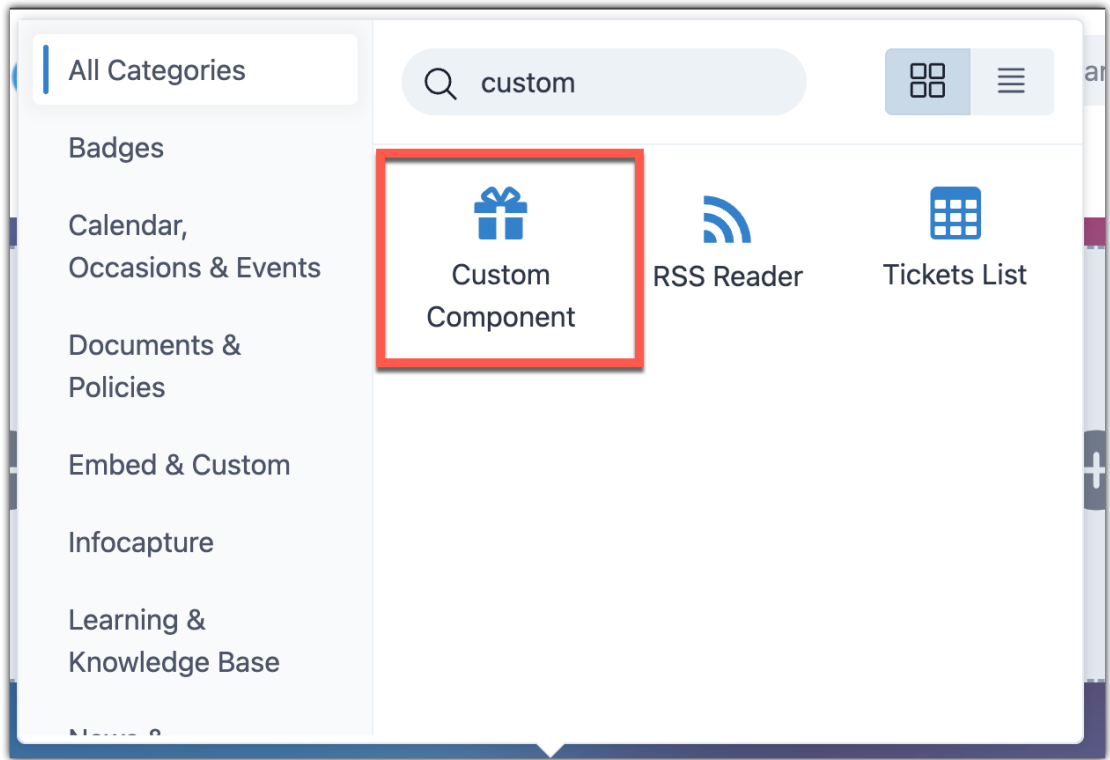 All Categories
Badges
Calendar,
Occasions & Events
Documents &
Policies
Embed & Custom
Infocapture
Learning &
Knowledge Base
custom
Custom
Component
RSS Reader
Tickets List